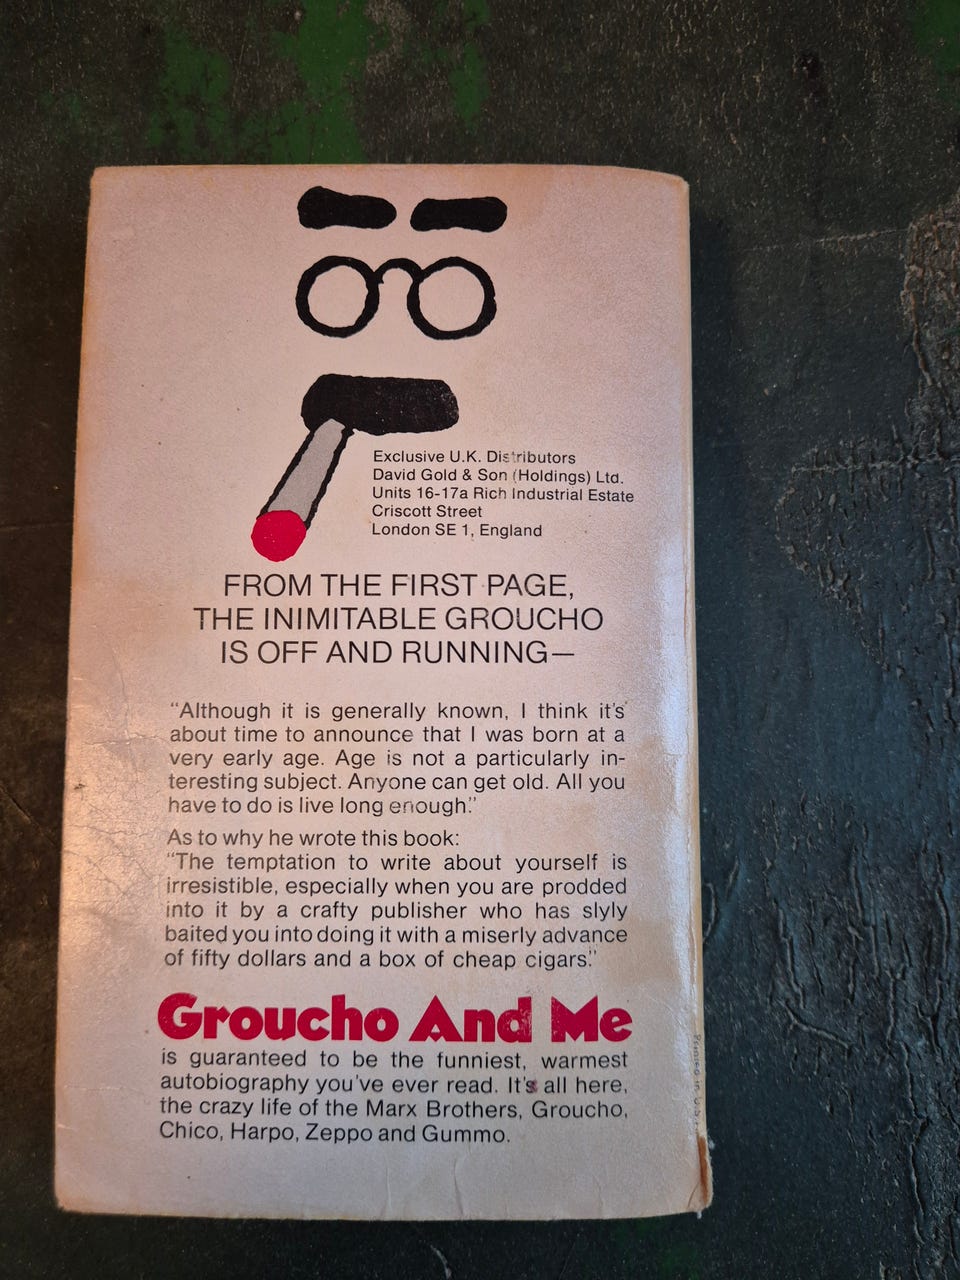 Exclusive U.K. Distributors
David Gold & Son (Holdings) Ltd.
Units 16-17a Rich Industrial Estate
Criscott Street
London SE 1, England
FROM THE FIRST PAGE,
THE INIMITABLE GROUCHO
IS OFF AND RUNNING—
“Although it is generally known, I think it's
about time to announce that I was born at a
very early age. Age is not a particularly in-
teresting subject. Anyone can get old. All you
have to do is live long enough.”
As to why he wrote this book:
“The temptation to write about yourself is
irresistible, especially when you are prodded
into it by a crafty publisher who has slyly
baited you into doing it with a miserly advance
of fifty dollars and a box of cheap cigars.”
Groucho And Me
is guaranteed to be the funniest, warmest
autobiography you've ever read. It's all here,
the crazy life of the Marx Brothers, Groucho,
Chico, Harpo, Zeppo and Gummo.
Printed in